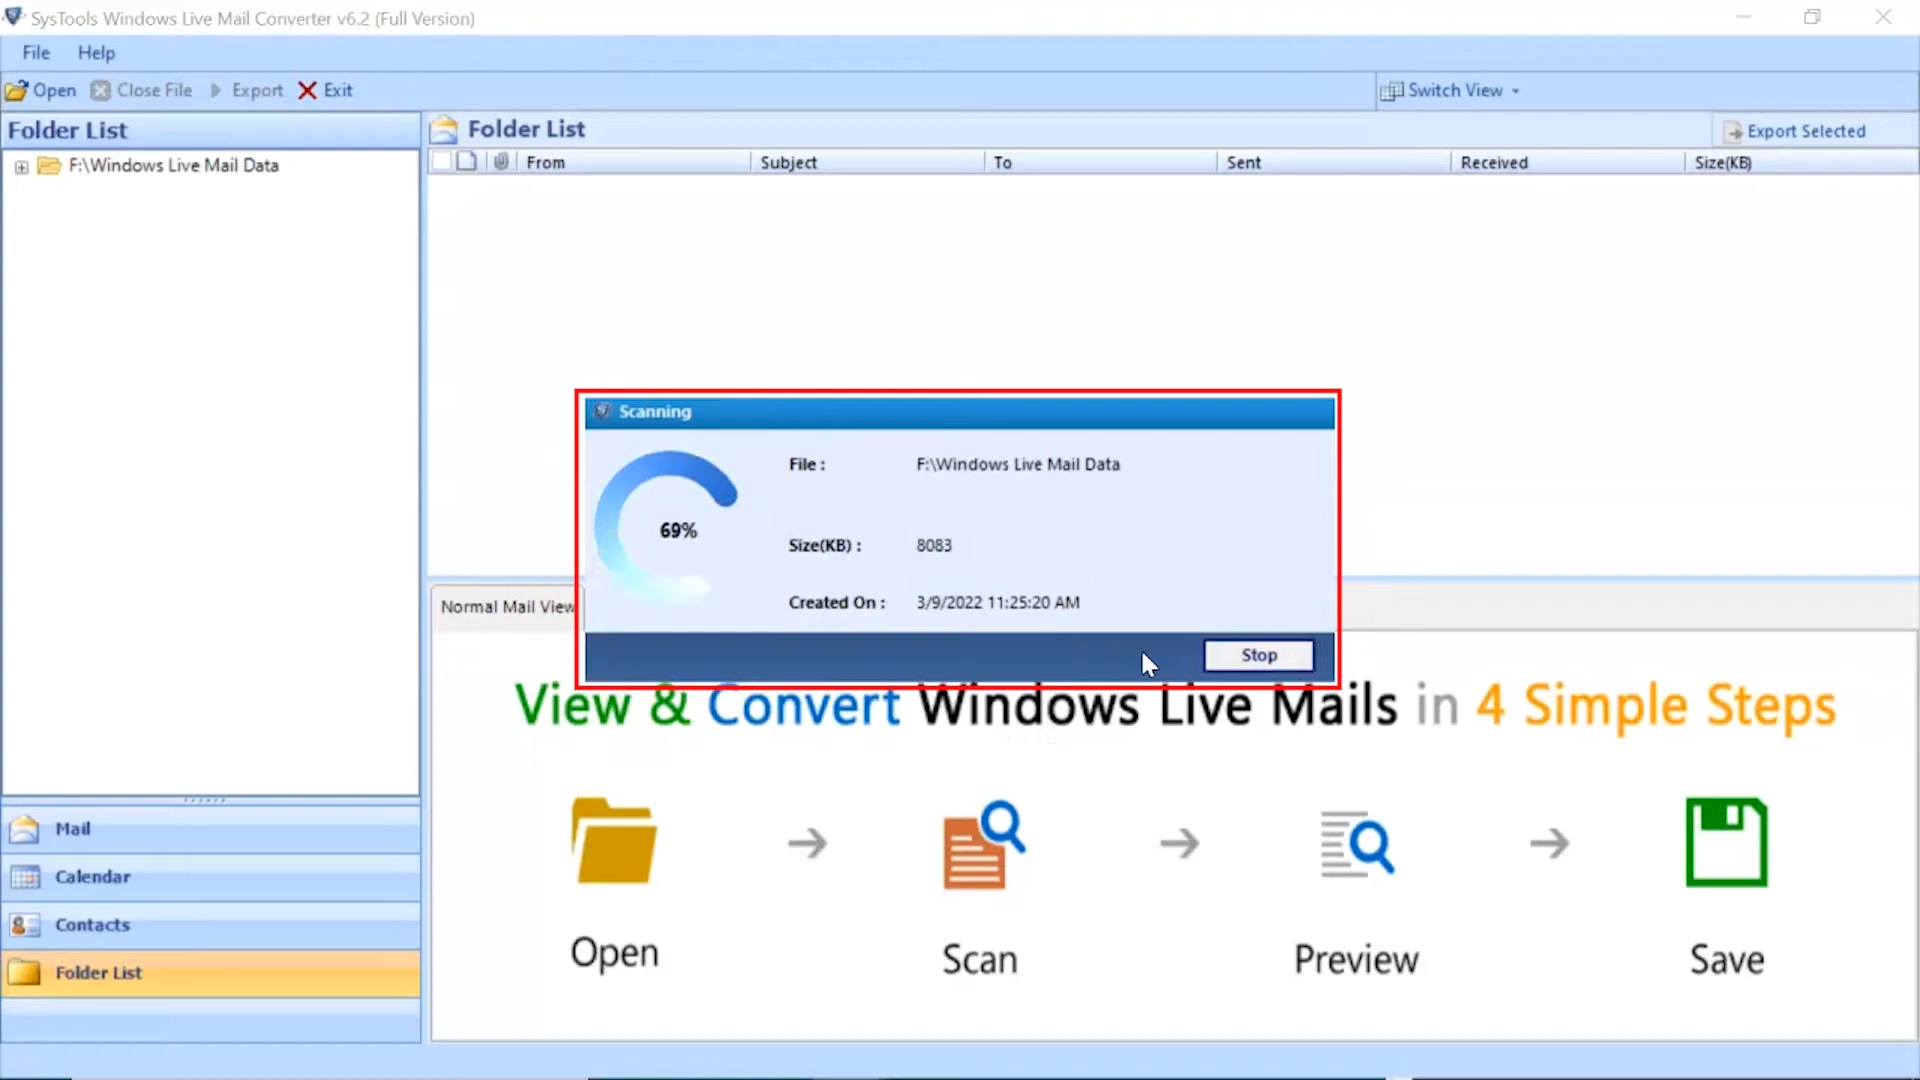 SysTools Windows Live Mail Converter v6.2 (Full Version)
File Help
Open Close File Export Exit Switch View
Folder List
F:\Windows Live Mail Data
Folder List Export Selected
From Subject To Sent Received Size(KB)
Scanning
69%
File : F:\Windows Live Mail Data
Size(KB) : 8083
Created On : 3/9/2022 11:25:20 AM
Stop
Normal Mail View
View & Convert Windows Live Mails in 4 Simple Steps
Open Scan Preview Save
Mail
Calendar
Contacts
Folder List